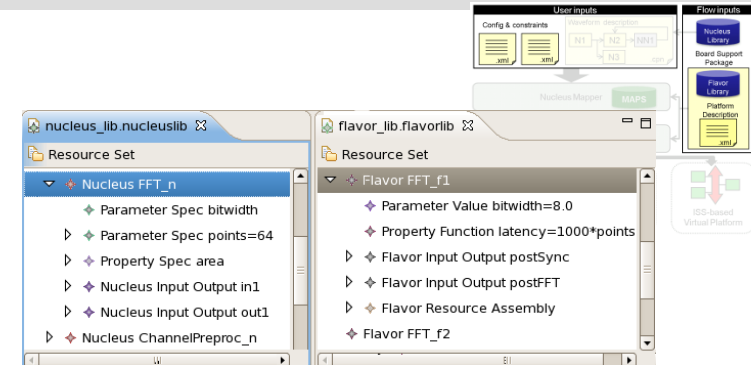 User inputs
Flow inputs
Config & constraints
Waveform description
Nucleus
Library
N1
N2
NN1
N3
.xml
.xml
.cpn
Board Support
Package
Nucleus Mapper
MAPS
Flavor
Library
Platform
Description
.xml
ISS-based
Virtual Platform
nucleus_lib.nucleuslib
Resource Set
Nucleus FFT_n
Parameter Spec bitwidth
Parameter Spec points=64
Property Spec area
Nucleus Input Output in1
Nucleus Input Output out1
Nucleus ChannelPreproc_n
flavor_lib.flavorlib
Resource Set
Flavor FFT_f1
Parameter Value bitwidth=8.0
Property Function latency=1000*points
Flavor Input Output postSync
Flavor Input Output postFFT
Flavor Resource Assembly
Flavor FFT_f2